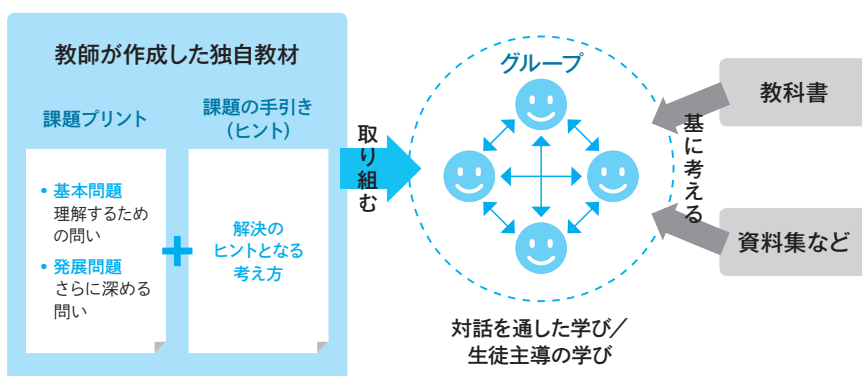 教師が作成した独自教材
課題プリント
• 基本問題
理解するため
の問い
• 発展問題
さらに深める
問い
+
課題の手引き
(ヒント)
解決の
ヒントとなる
考え方
取り組む
グループ
対話を通した学び/
生徒主導の学び
基に考える
教科書
資料集など